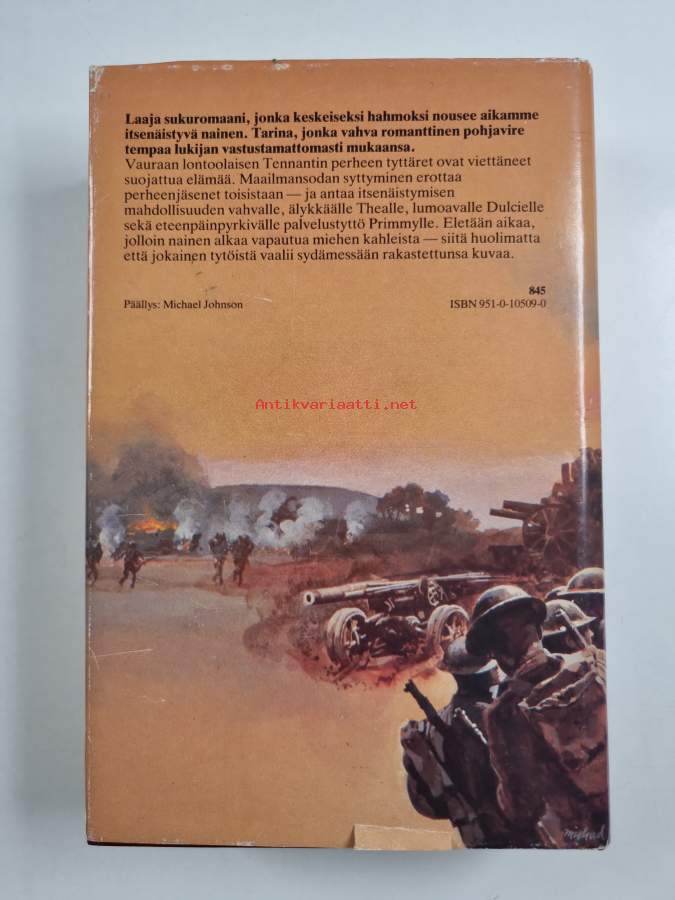 Laaja sukuromaani, jonka keskeiseksi hahmoksi nousee aikamme
itsenäistyvä nainen. Tarina, jonka vahva romanttinen pohjavire
tempaa lukijan vastustamattomasti mukaansa.
Vauraan lontoolaisen Tennantin perheen tyttäret ovat viettäneet
suojattua elämää. Maailmansodan syttyminen erottaa
perheenjäsenet toisistaan — ja antaa itsenäistymisen
mahdollisuuden vahvalle, älykkäälle Thealle, lumoavalle Dulcielle
sekä eteenpäinpyrkivälle palvelustyttö Primmylle. Eletään aikaa,
jolloin nainen alkaa vapautua miehen kahleista — siitä huolimatta
että jokainen tytöistä vaalii sydämessään rakastettunsa kuvaa.
845
Päällys: Michael Johnson ISBN 951-0-10509-0
Antikvariaatti.net